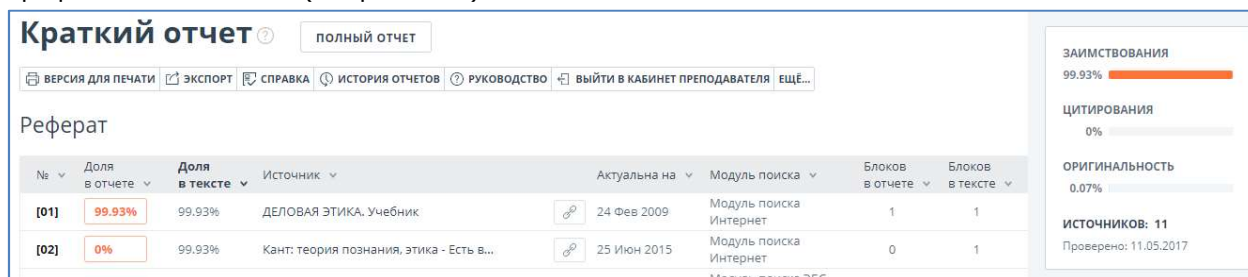 Краткий отчет ? ПОЛНЫЙ ОТЧЕТ
ВЕРСИЯ ДЛЯ ПЕЧАТИ ЭКСПОРТ СПРАВКА ИСТОРИЯ ОТЧЕТОВ ? РУКОВОДСТВО ВЫЙТИ В КАБИНЕТ ПРЕПОДАВАТЕЛЯ ЕЩЁ...
Реферат
№ Доля в отчете Доля в тексте Источник Актуальна на Модуль поиска Блоков в отчете Блоков в тексте
[01] 99.93% 99.93% ДЕЛОВАЯ ЭТИКА. Учебник 24 Фев 2009 Модуль поиска Интернет 1 1
[02] 0% 99.93% Кант: теория познания, этика - Есть в... 25 Июн 2015 Модуль поиска Интернет 0 1
ЗАИМСТВОВАНИЯ
99.93%
ЦИТИРОВАНИЯ
0%
ОРИГИНАЛЬНОСТЬ
0.07%
ИСТОЧНИКОВ: 11
Проверено: 11.05.2017